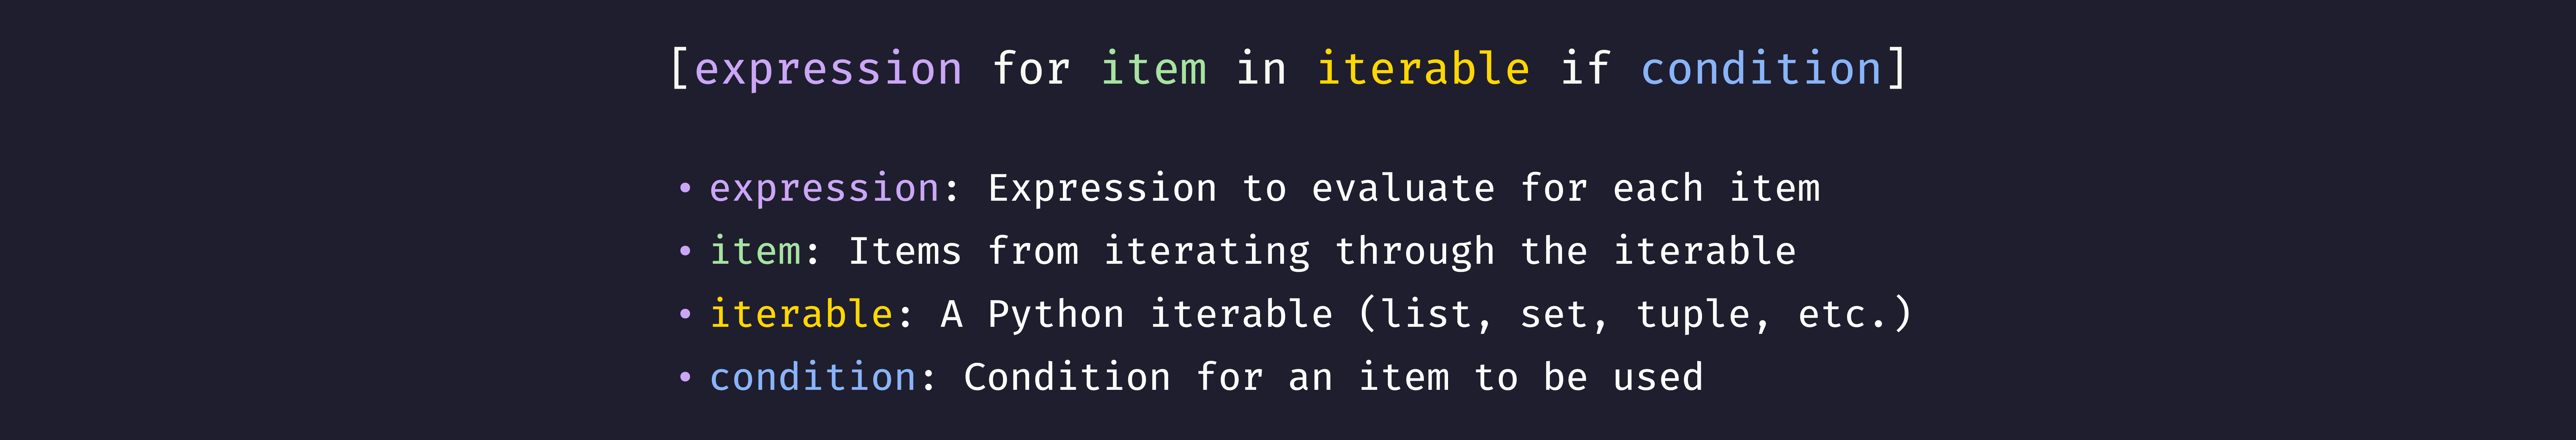 [expression for item in iterable if condition]
• expression: Expression to evaluate for each item
• item: Items from iterating through the iterable
• iterable: A Python iterable (list, set, tuple, etc.)
• condition: Condition for an item to be used